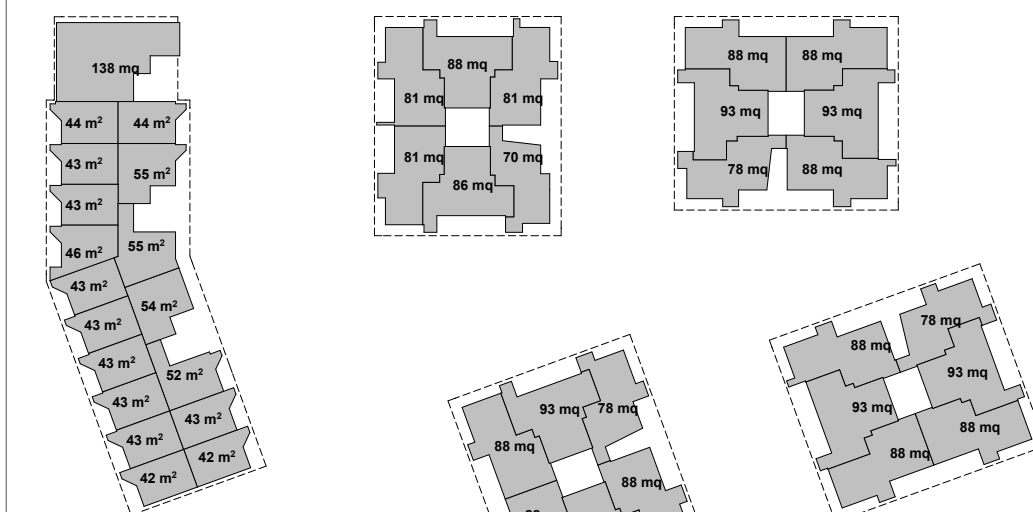 138 mq
44 m²
44 m²
43 m²
55 m²
43 m²
46 m²
55 m²
43 m²
54 m²
43 m²
43 m²
52 m²
43 m²
43 m²
43 m²
42 m²
42 m²
88 mq
81 mq
81 mq
81 mq
70 mq
86 mq
88 mq
88 mq
93 mq
93 mq
78 mq
88 mq
93 mq
78 mq
88 mq
88 mq
78 mq
88 mq
93 mq
93 mq
88 mq
88 mq